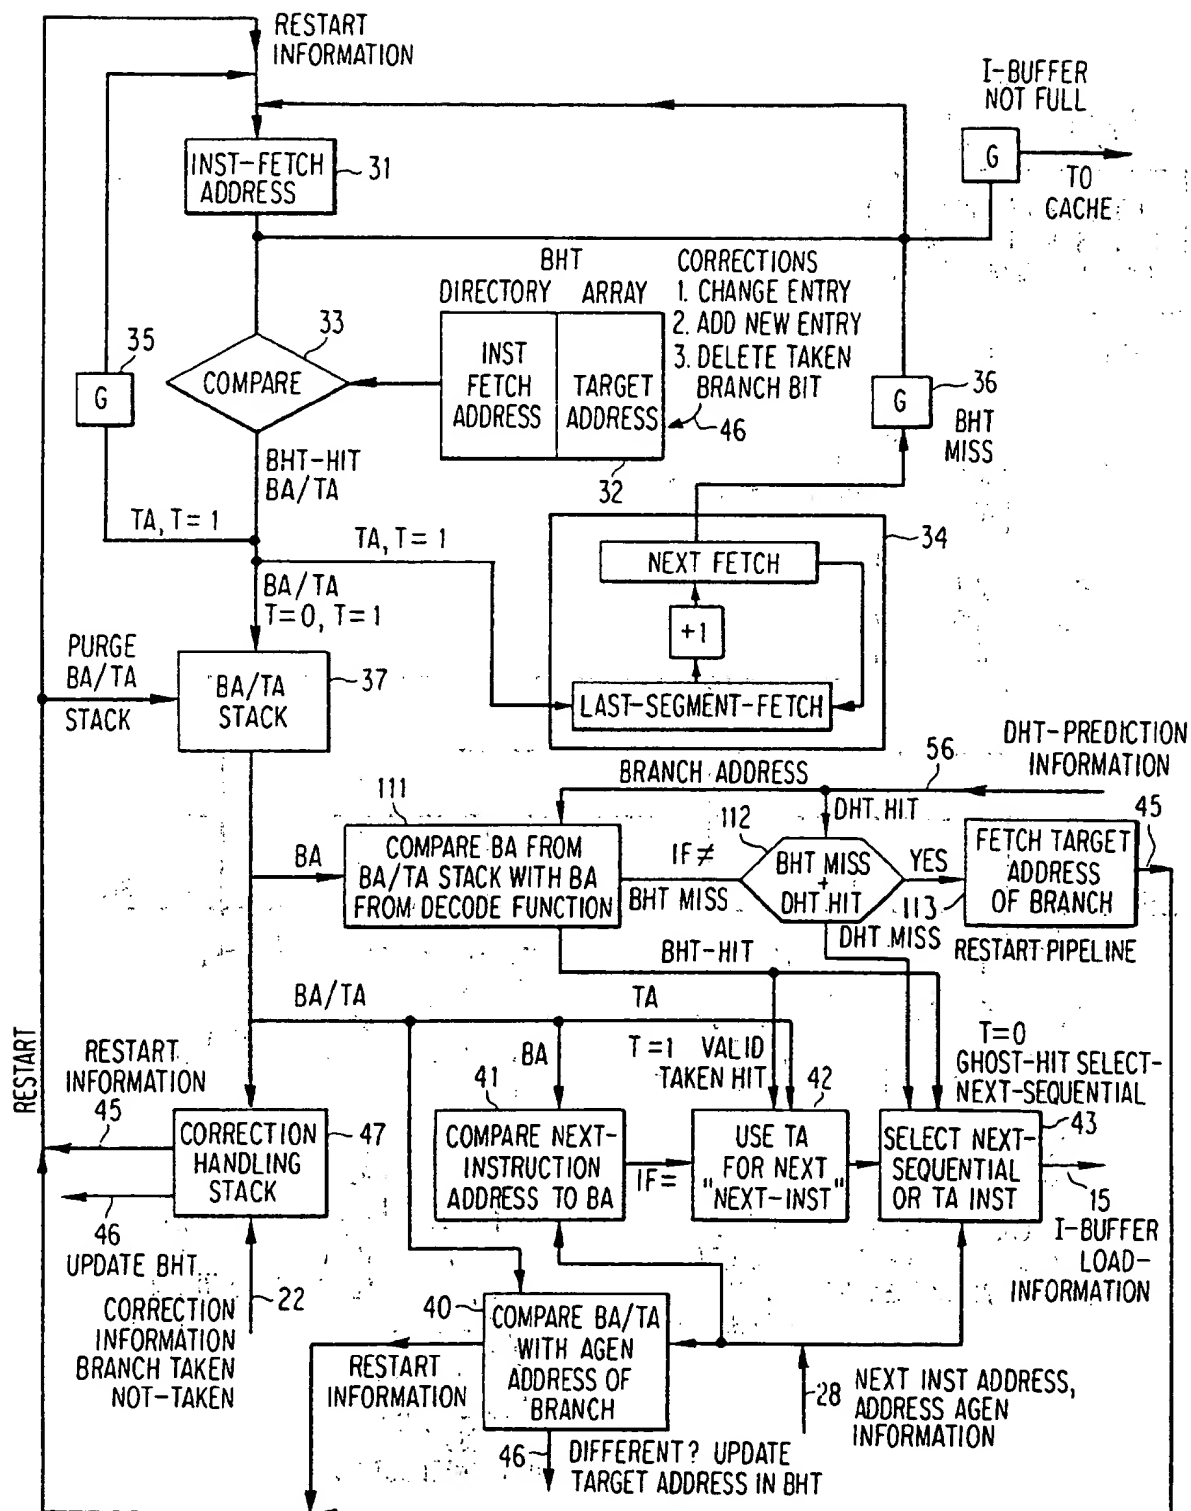 RESTART
INFORMATION
I-BUFFER
NOT FULL
INST-FETCH
ADDRESS
31
G
TO
CACHE
BHT
DIRECTORY
ARRAY
CORRECTIONS
1. CHANGE ENTRY
2. ADD NEW ENTRY
3. DELETE TAKEN
BRANCH BIT
33
35
G
COMPARE
INST
FETCH
ADDRESS
TARGET
ADDRESS
46
32
G
36
BHT
MISS
BHT-HIT
BA/TA
TA, T=1
TA, T=1
34
NEXT FETCH
+1
LAST-SEGMENT-FETCH
BA/TA
T=0, T=1
PURGE
BA/TA
STACK
BA/TA
STACK
37
DHT-PREDICTION
INFORMATION
BRANCH ADDRESS
56
DHT HIT
111
112
45
BA
COMPARE BA FROM
BA/TA STACK WITH BA
FROM DECODE FUNCTION
IF ≠
BHT MISS
BHT MISS
+
DHT HIT
YES
113
FETCH TARGET
ADDRESS
OF BRANCH
DHT MISS
RESTART PIPELINE
BHT-HIT
BA/TA
TA
RESTART
RESTART
INFORMATION
45
BA
T=1 VALID
TAKEN HIT
T=0
GHOST-HIT SELECT-
NEXT-SEQUENTIAL
41
42
43
CORRECTION
HANDLING
STACK
47
COMPARE NEXT-
INSTRUCTION
ADDRESS TO BA
IF=
USE TA
FOR NEXT
"NEXT-INST"
SELECT NEXT-
SEQUENTIAL
OR TA INST
15
I-BUFFER
LOAD-
INFORMATION
46
UPDATE BHT
22
CORRECTION
INFORMATION
BRANCH TAKEN
NOT-TAKEN
40
COMPARE BA/TA
WITH AGEN
ADDRESS OF
BRANCH
RESTART
INFORMATION
28
NEXT INST ADDRESS,
ADDRESS AGEN
INFORMATION
46
DIFFERENT? UPDATE
TARGET ADDRESS IN BHT